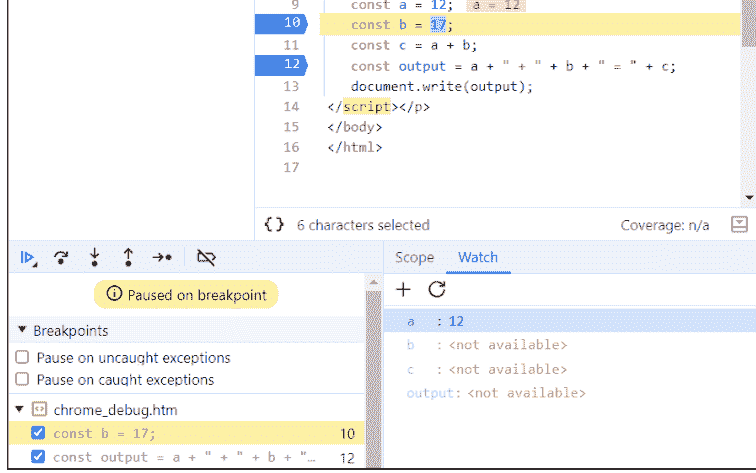 9 const a = 12; a = 12
10 const b = 17;
11 const c = a + b;
12 const output = a + " + " + b + " = " + c;
13 document.write(output);
14 </script></p>
15 </body>
16 </html>
17
{} 6 characters selected Coverage: n/a
Paused on breakpoint
Breakpoints
Pause on uncaught exceptions
Pause on caught exceptions
chrome_debug.htm
const b = 17; 10
const output = a + " + " + b + "… 12
Scope Watch
a : 12
b : <not available>
c : <not available>
output: <not available>